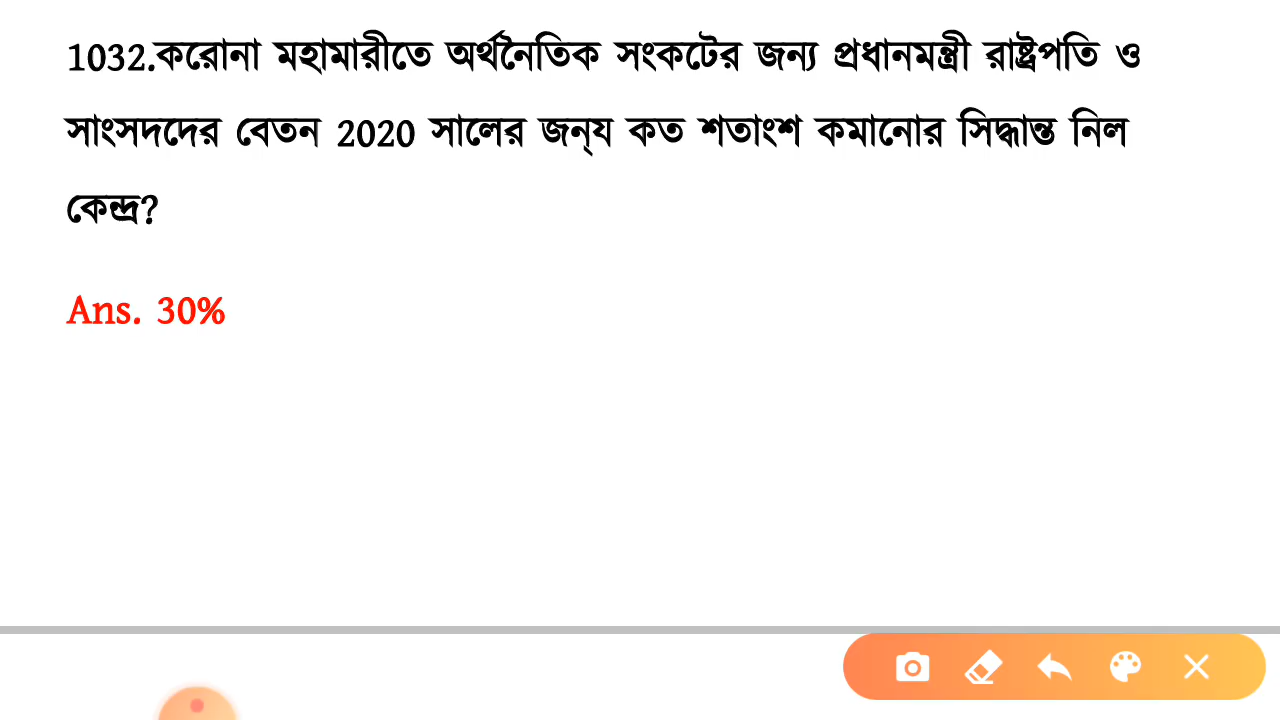 1032.করোনা মহামারীতে অর্থনৈতিক সংকটের জন্য প্রধানমন্ত্রী রাষ্ট্রপতি ও
সাংসদদের বেতন 2020 সালের জন্‌য কত শতাংশ কমানোর সিদ্ধান্ত নিল
কেন্দ্র?
Ans. 30%